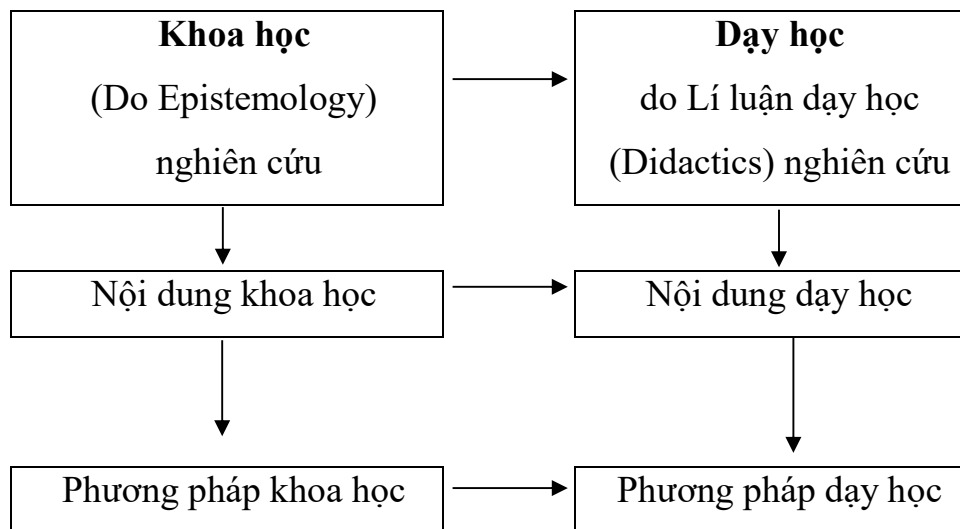 Khoa học
(Do Epistemology)
nghiên cứu
Dạy học
do Lí luận dạy học
(Didactics) nghiên cứu
Nội dung khoa học
Nội dung dạy học
Phương pháp khoa học
Phương pháp dạy học